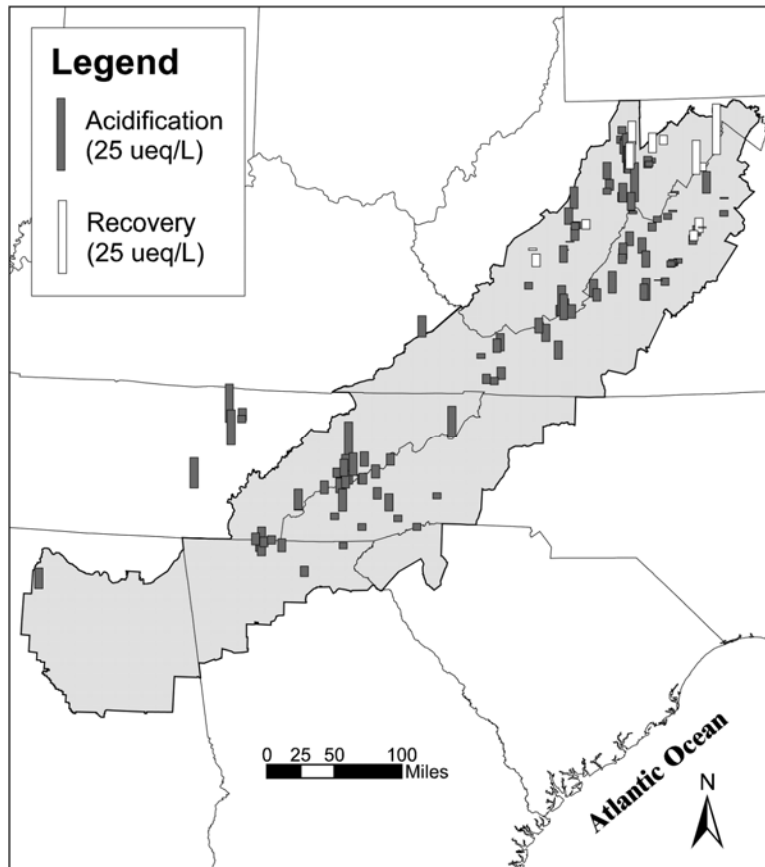 Legend
Acidification
(25 ueq/L)
Recovery
(25 ueq/L)
0 25 50 100
Miles
Atlantic Ocean
N